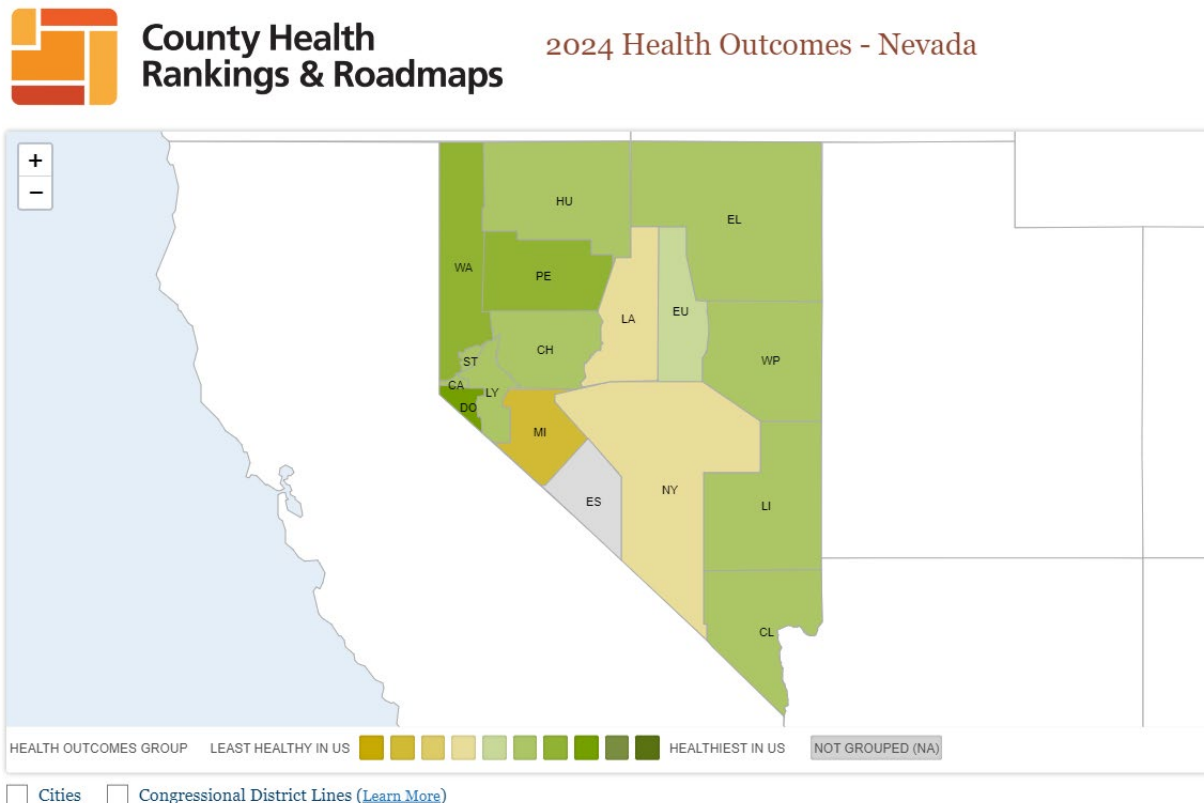 County Health
Rankings & Roadmaps
2024 Health Outcomes - Nevada
+
−
HU
EL
WA
PE
LA
EU
ST
CH
WP
CA
LY
DO
MI
ES
NY
LI
CL
HEALTH OUTCOMES GROUP LEAST HEALTHY IN US HEALTHIEST IN US NOT GROUPED (NA)
Cities Congressional District Lines (Learn More)